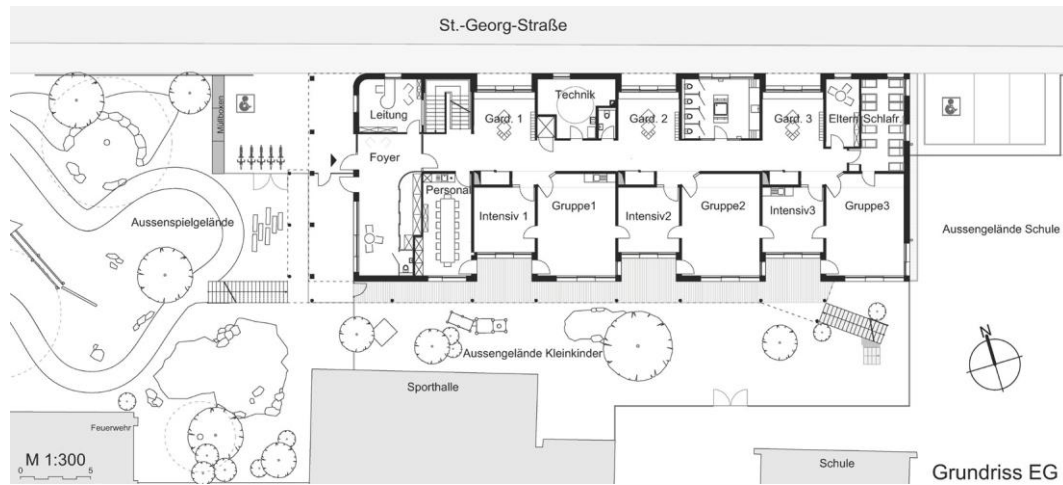 St.-Georg-Straße
Müllboxen
Leitung
Gard. 1
Technik
Gard. 2
Gard. 3
Eltern
Schlafr.
Foyer
Personal
Intensiv 1
Gruppe1
Intensiv2
Gruppe2
Intensiv3
Gruppe3
Aussenspielgelände
Aussengelände Schule
Aussengelände Kleinkinder
N
Sporthalle
Feuerwehr
M 1:300
0 5
Schule
Grundriss EG